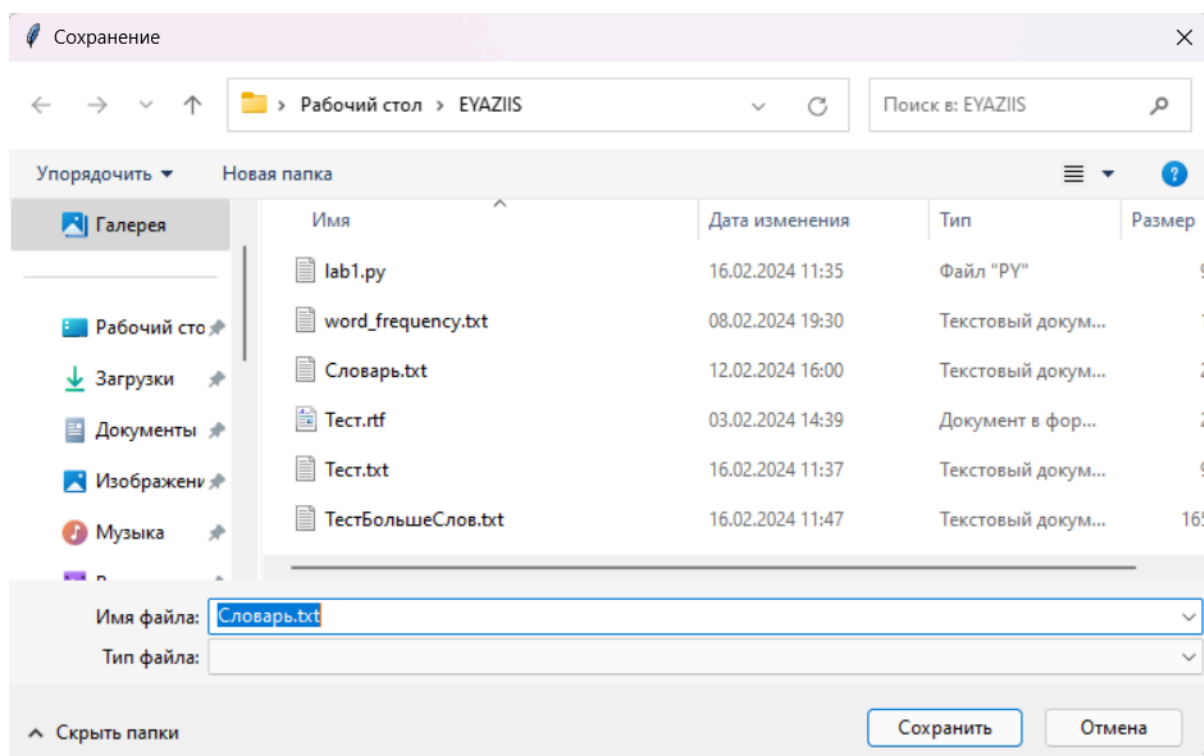 Сохранение
Рабочий стол > EYAZIIS
Поиск в: EYAZIIS
Упорядочить Новая папка
Галерея
Имя Дата изменения Тип Размер
lab1.py 16.02.2024 11:35 Файл "PY"
word_frequency.txt 08.02.2024 19:30 Текстовый докум...
Рабочий сто
Словарь.txt 12.02.2024 16:00 Текстовый докум...
Загрузки
Тест.rtf 03.02.2024 14:39 Документ в фор...
Документы
Тест.txt 16.02.2024 11:37 Текстовый докум...
Изображени
ТестБольшеСлов.txt 16.02.2024 11:47 Текстовый докум...
Музыка
Имя файла: Словарь.txt
Тип файла:
Скрыть папки Сохранить Отмена